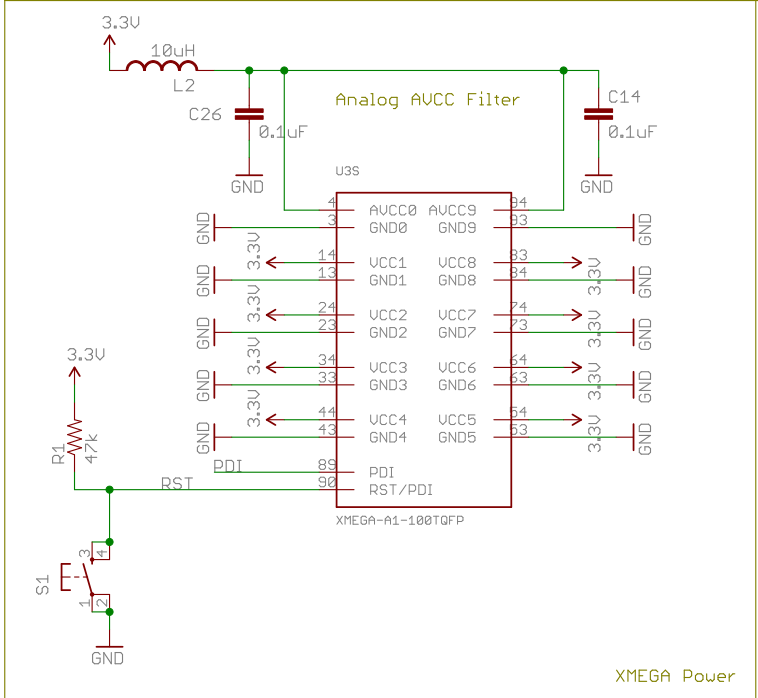 3.3V
10uH
L2
Analog AVCC Filter
C26
0.1uF
GND
C14
0.1uF
GND
U3S
4 AVCC0 AVCC9 94
GND 3 GND0 GND9 93 GND
3.3V 14 VCC1 VCC8 83 3.3V
GND 13 GND1 GND8 84 GND
3.3V 24 VCC2 VCC7 74 3.3V
GND 23 GND2 GND7 73 GND
3.3V 34 VCC3 VCC6 64 3.3V
GND 33 GND3 GND6 63 GND
3.3V 44 VCC4 VCC5 54 3.3V
GND 43 GND4 GND5 53 GND
PDI 89 PDI
RST 90 RST/PDI
XMEGA-A1-100TQFP
3.3V
R1
47k
S1
3 4
1 2
GND
XMEGA Power